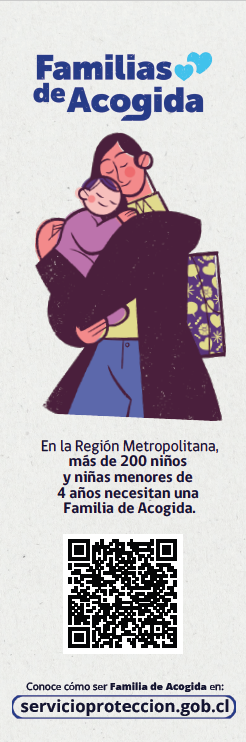 Familias
de Acogida
En la Región Metropolitana,
más de 200 niños
y niñas menores de
4 años necesitan una
Familia de Acogida.
Conoce cómo ser Familia de Acogida en:
servicioproteccion.gob.cl